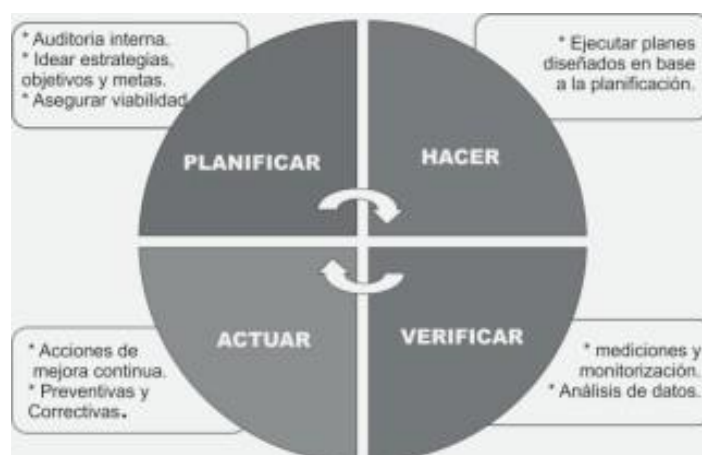 * Auditoria interna.
* Idear estrategias,
objetivos y metas.
* Asegurar viabilidad
* Ejecutar planes
diseñados en base
a la planificación.
PLANIFICAR
HACER
ACTUAR
VERIFICAR
* Acciones de
mejora continua.
* Preventivas y
Correctivas.
* mediciones y
monitorización.
* Análisis de datos.